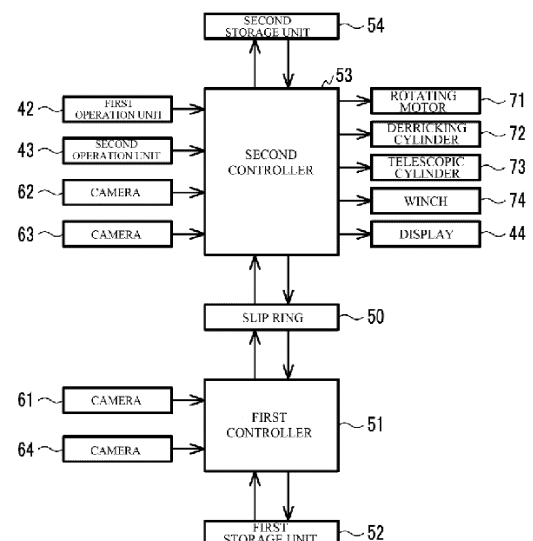 SECOND
STORAGE UNIT
54
53
42
FIRST
OPERATION UNIT
43
SECOND
OPERATION UNIT
62
CAMERA
63
CAMERA
SECOND
CONTROLLER
ROTATING
MOTOR
71
DERRICKING
CYLINDER
72
TELESCOPIC
CYLINDER
73
WINCH
74
DISPLAY
44
SLIP RING
50
61
CAMERA
64
CAMERA
FIRST
CONTROLLER
51
FIRST
STORAGE UNIT
52